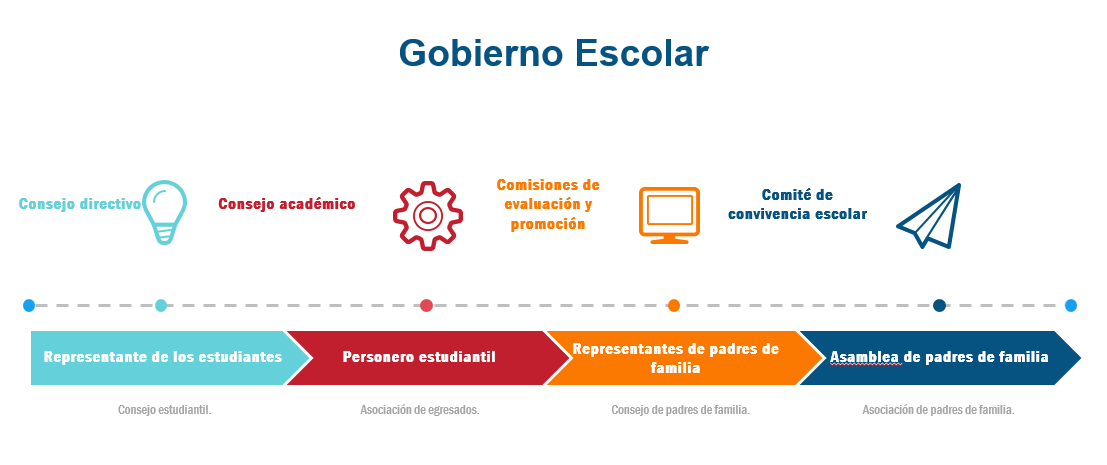 Gobierno Escolar
Consejo directivo
Consejo académico
Comisiones de
evaluación y
promoción
Comité de
convivencia escolar
Representante de los estudiantes
Personero estudiantil
Representantes de padres de
familia
Asamblea de padres de familia
Consejo estudiantil.
Asociación de egresados.
Consejo de padres de familia.
Asociación de padres de familia.